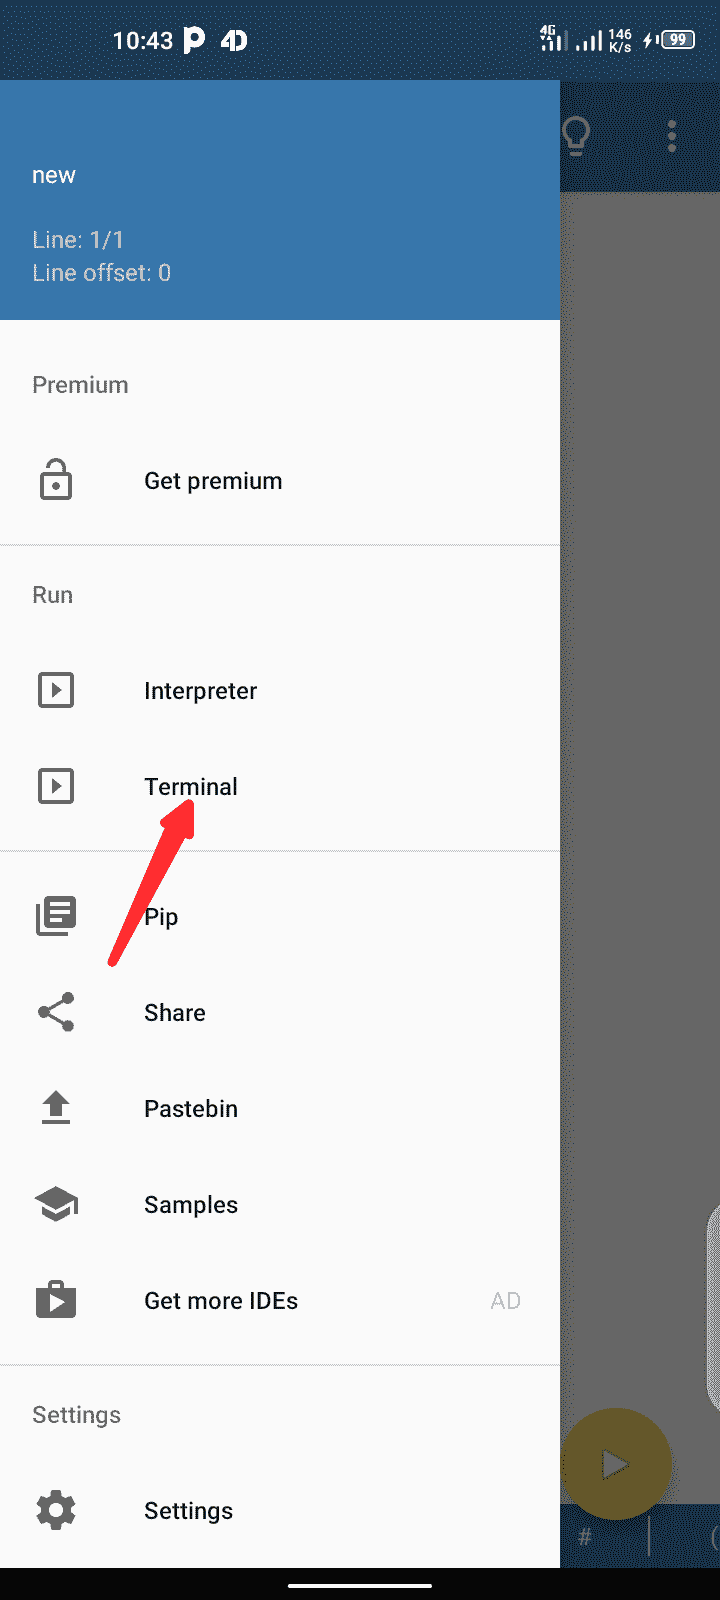 10:43
4G
146
K/s
99
new
Line: 1/1
Line offset: 0
Premium
Get premium
Run
Interpreter
Terminal
Pip
Share
Pastebin
Samples
Get more IDEs
AD
Settings
Settings
#
(